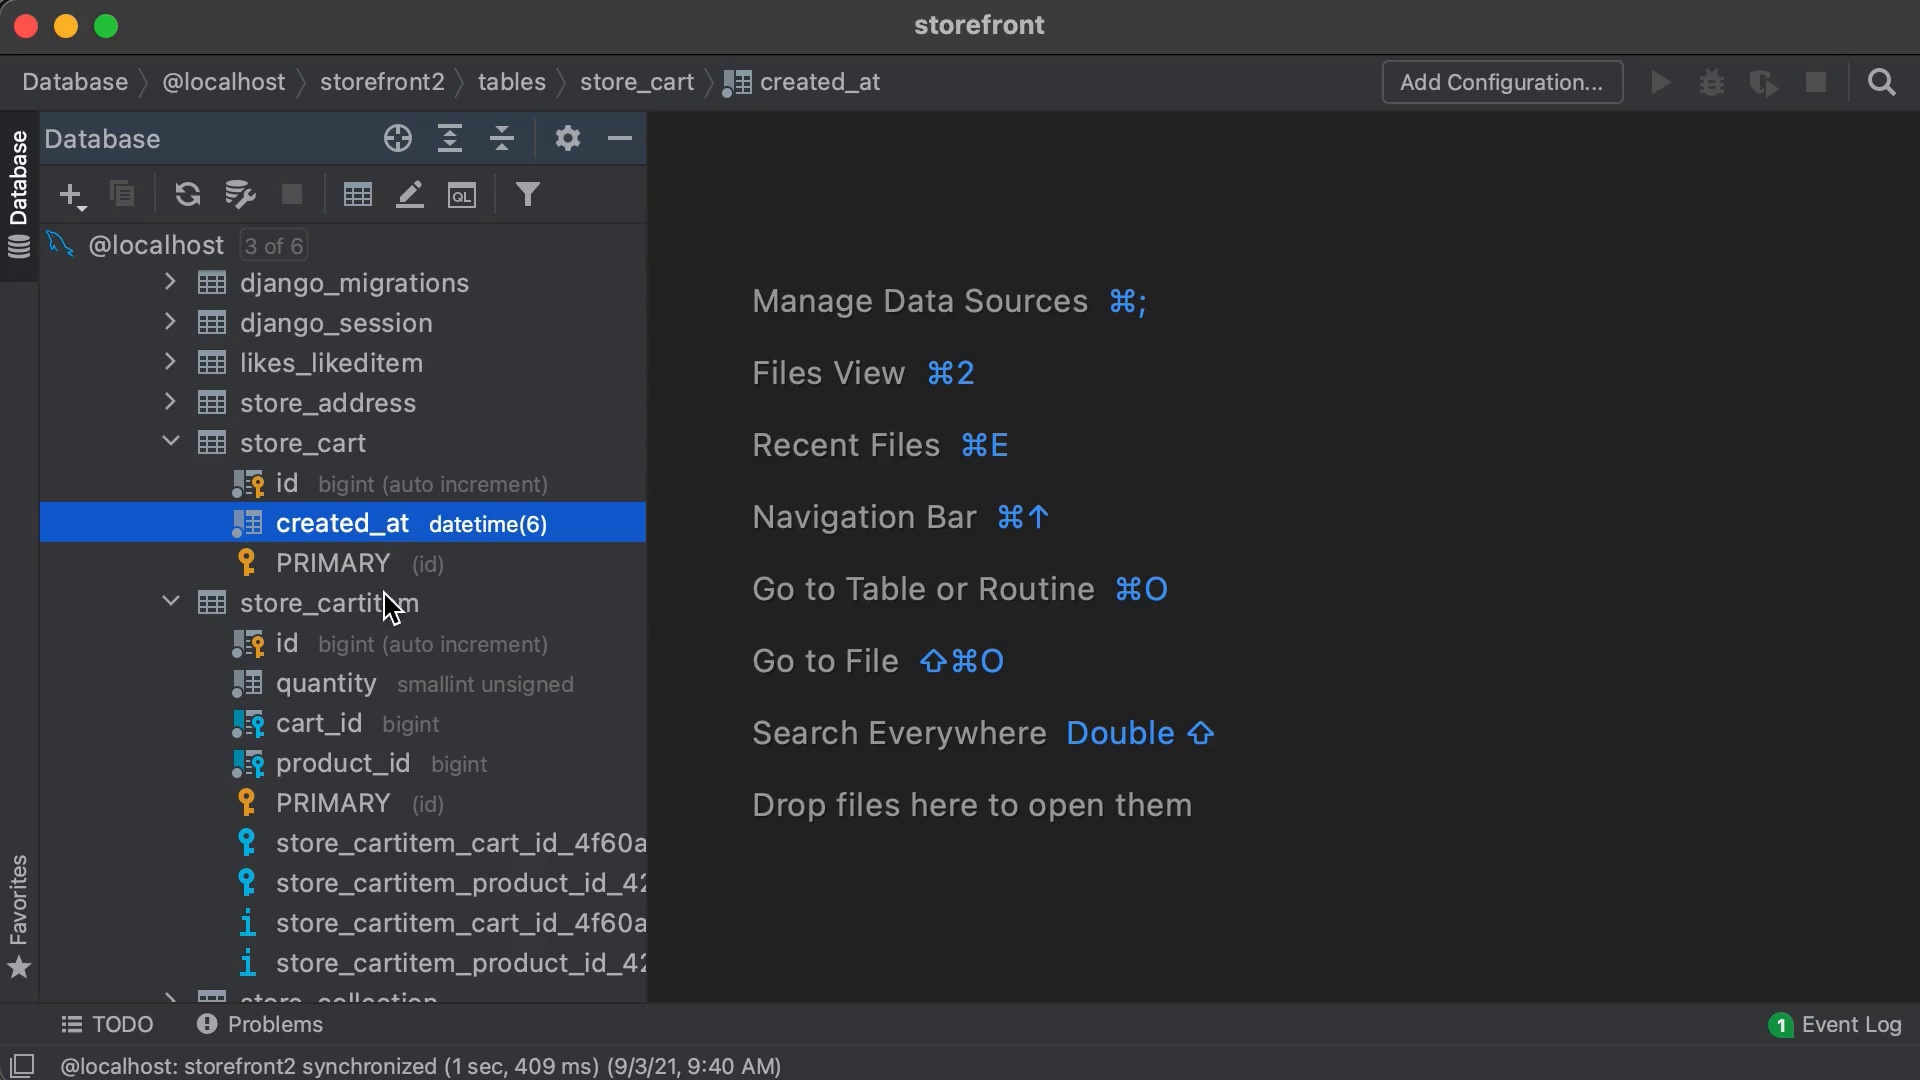 storefront
Database @localhost storefront2 tables store_cart created_at Add Configuration...
Database
Database
QL
@localhost 3 of 6
django_migrations
django_session
likes_likeditem
store_address
store_cart
id bigint (auto increment)
created_at datetime(6)
PRIMARY (id)
store_cartitem
id bigint (auto increment)
quantity smallint unsigned
cart_id bigint
product_id bigint
PRIMARY (id)
store_cartitem_cart_id_4f60a
store_cartitem_product_id_42
store_cartitem_cart_id_4f60a
store_cartitem_product_id_42
store_collection
Favorites
Manage Data Sources ⌘;
Files View ⌘2
Recent Files ⌘E
Navigation Bar ⌘↑
Go to Table or Routine ⌘O
Go to File ⇧⌘O
Search Everywhere Double ⇧
Drop files here to open them
TODO Problems 1 Event Log
@localhost: storefront2 synchronized (1 sec, 409 ms) (9/3/21, 9:40 AM)